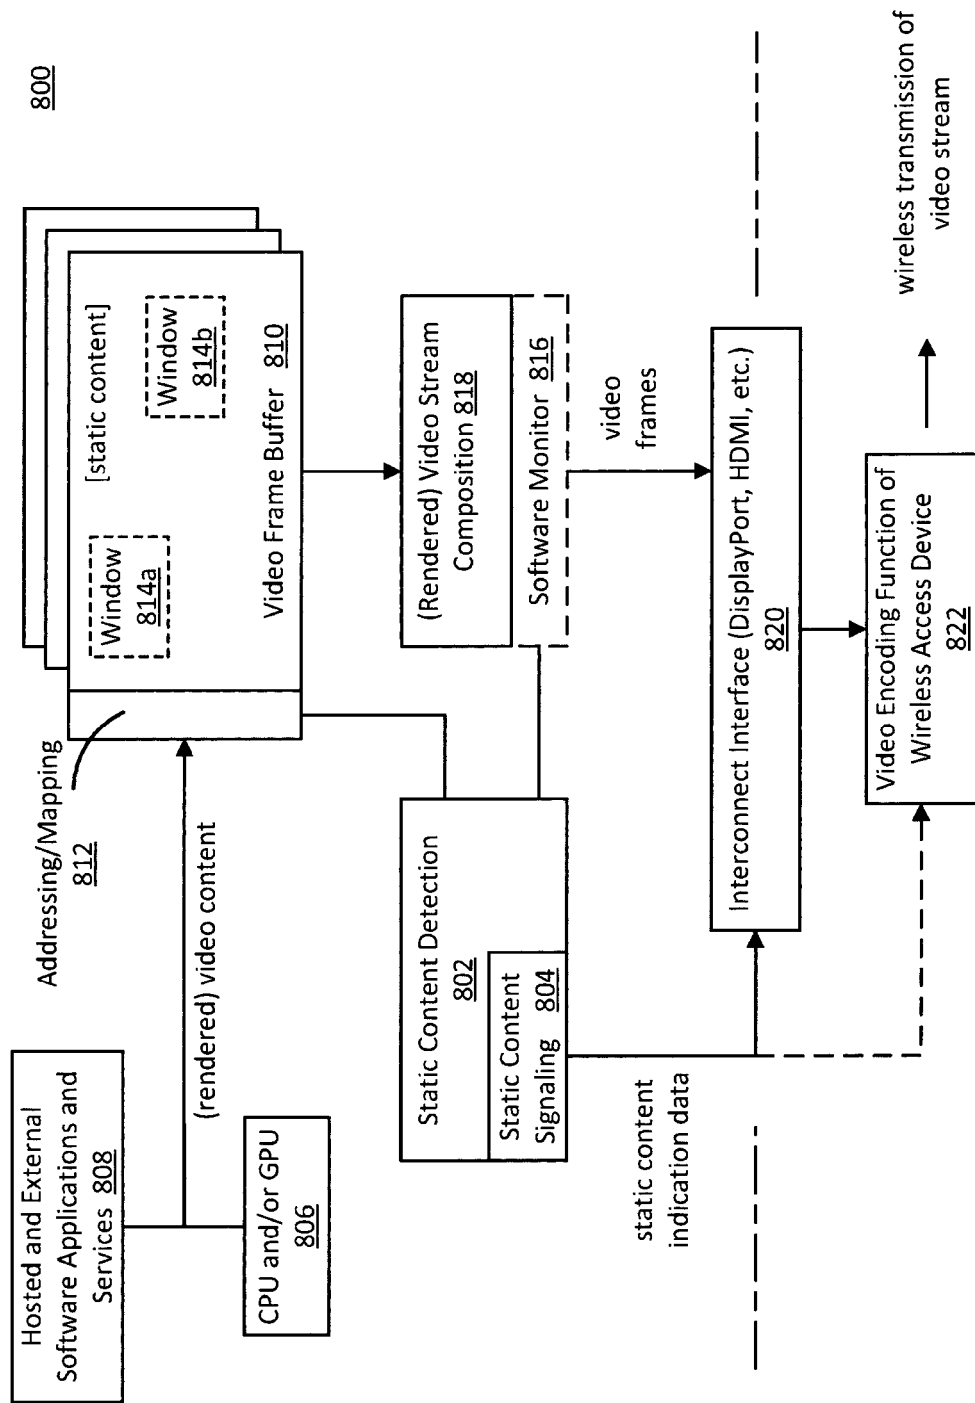 800
Hosted and External
Software Applications and
Services 808
CPU and/or GPU
806
(rendered) video content
Addressing/Mapping
812
Window
814a
[static content]
Window
814b
Video Frame Buffer 810
Static Content Detection
802
Static Content
Signaling 804
(Rendered) Video Stream
Composition 818
Software Monitor 816
video
frames
static content
indication data
Interconnect Interface (DisplayPort, HDMI, etc.)
820
Video Encoding Function of
Wireless Access Device
822
wireless transmission of
video stream